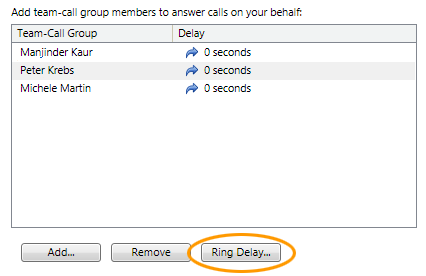 Add team-call group members to answer calls on your behalf:
Team-Call Group Delay
Manjinder Kaur 0 seconds
Peter Krebs 0 seconds
Michele Martin 0 seconds
Add... Remove Ring Delay...